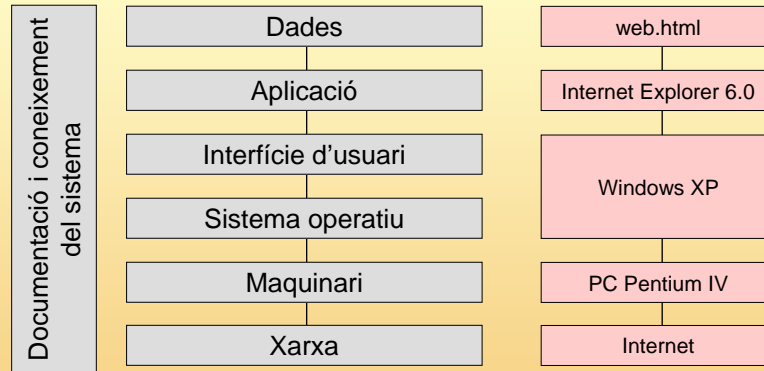 Documentació i coneixement
del sistema
Dades
Aplicació
Interfície d'usuari
Sistema operatiu
Maquinari
Xarxa
web.html
Internet Explorer 6.0
Windows XP
PC Pentium IV
Internet